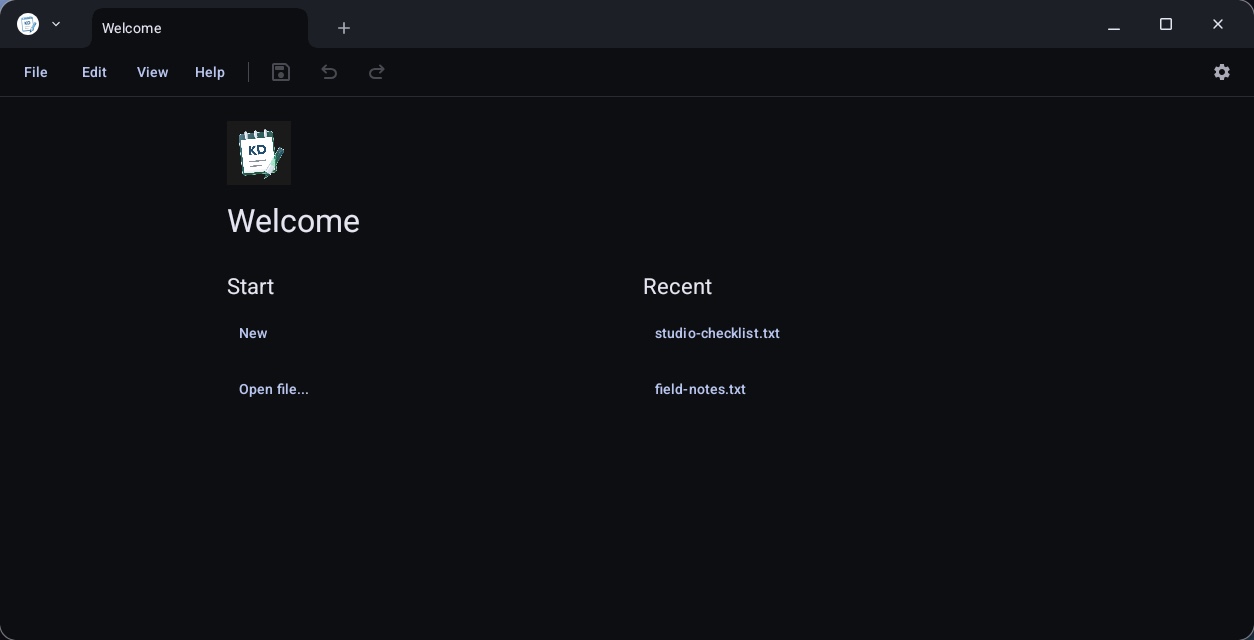 Welcome
File Edit View Help
KD
Welcome
Start
New
Open file...
Recent
studio-checklist.txt
field-notes.txt